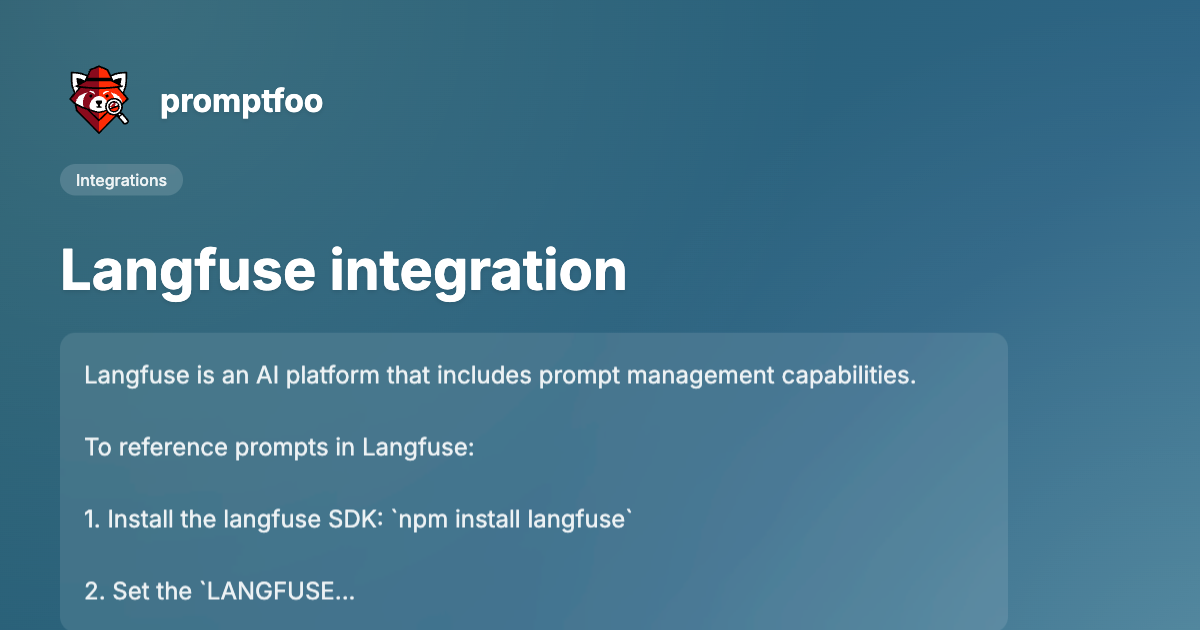 promptfoo
Integrations
Langfuse integration
Langfuse is an AI platform that includes prompt management capabilities.
To reference prompts in Langfuse:
1. Install the langfuse SDK: `npm install langfuse`
2. Set the `LANGFUSE...